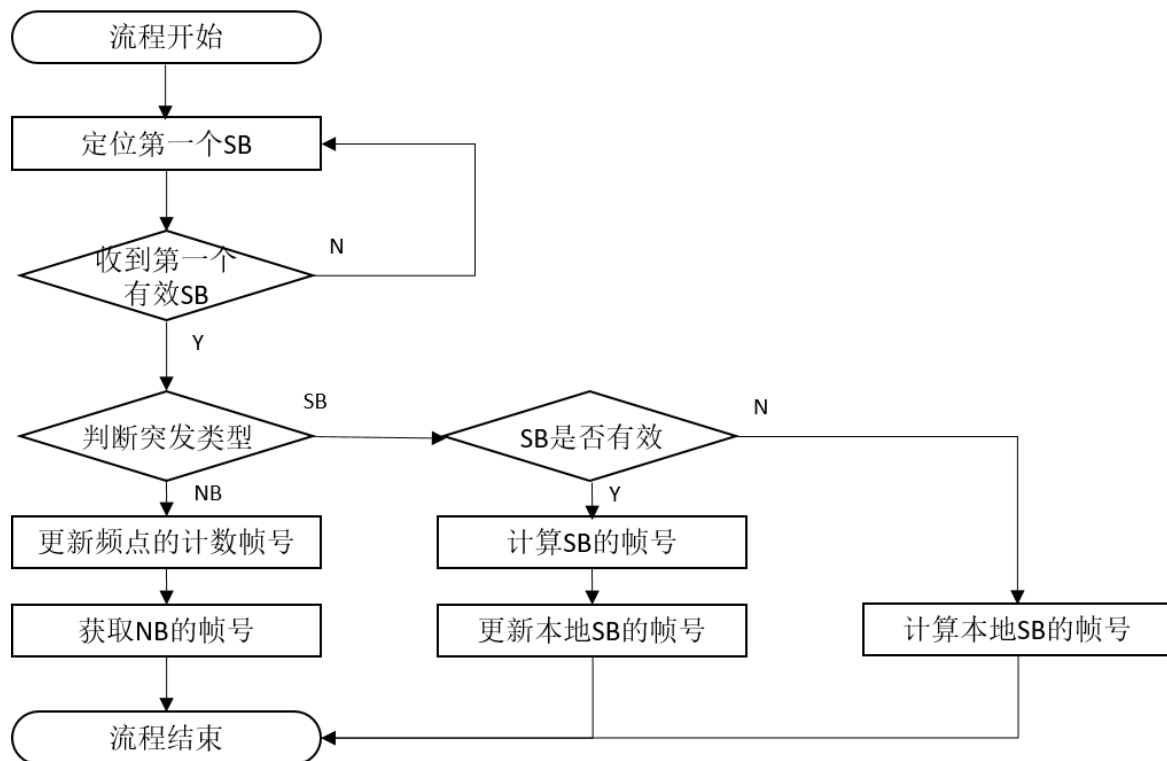 流程开始
定位第一个SB
收到第一个
有效SB
N
Y
判断突发类型
SB
SB是否有效
N
NB
Y
更新频点的计数帧号
计算SB的帧号
获取NB的帧号
更新本地SB的帧号
计算本地SB的帧号
流程结束